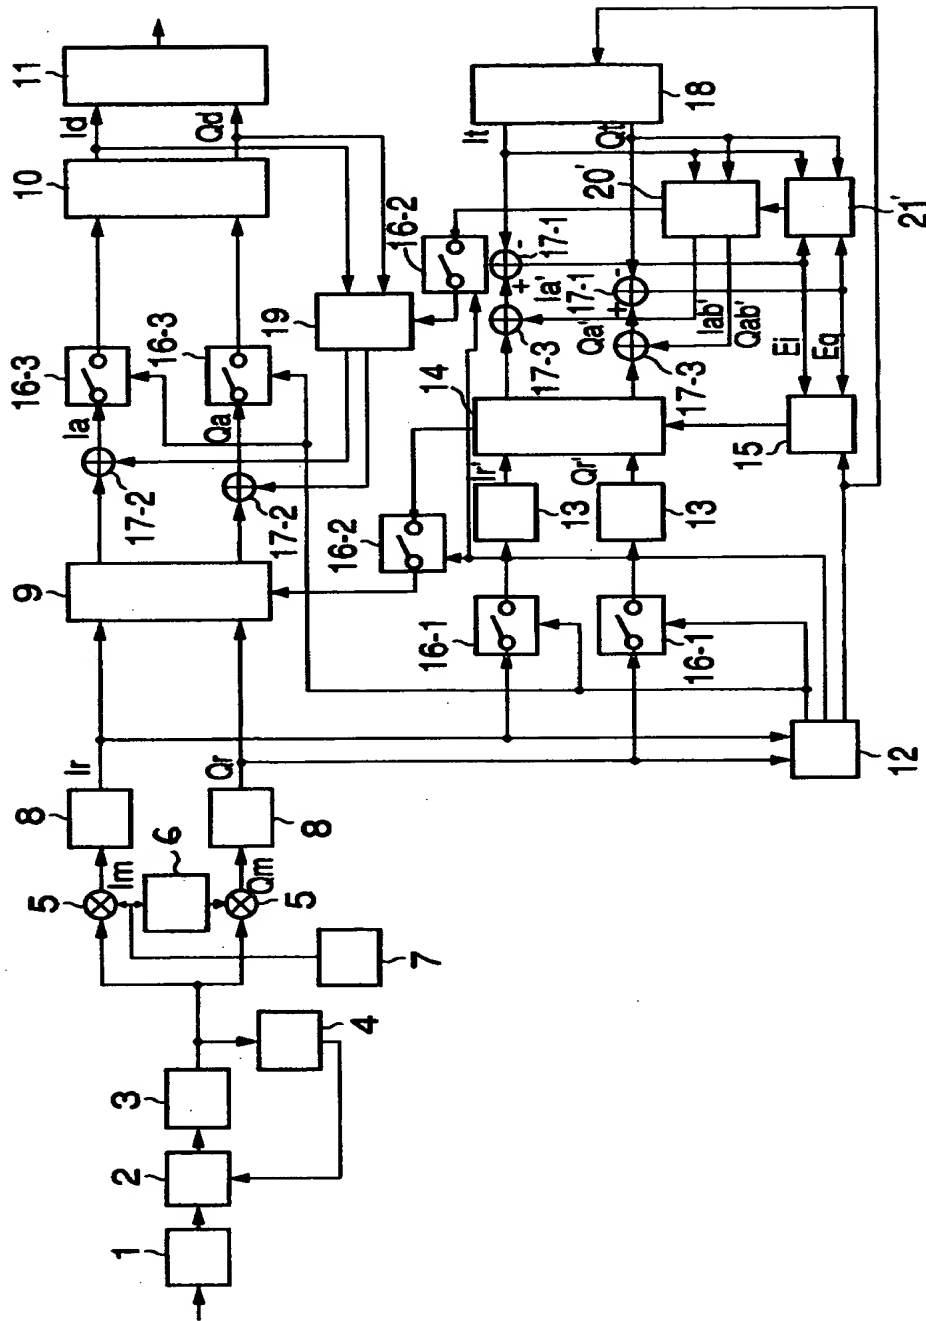 1
2
3
4
5
Im
6
Qm
5
7
8
Ir
Qr
8
9
17-2
Ia
17-2
Qa
16-3
16-3
10
Id
Qd
11
19
16-2
16-2
12
16-1
16-1
13
13
Ir'
Qr'
14
15
17-3
17-3
Qa'
Ia'
+
-
17-1
+
-
17-1
Iab'
Qab'
Ei
Eq
It
Qt
18
20'
21'